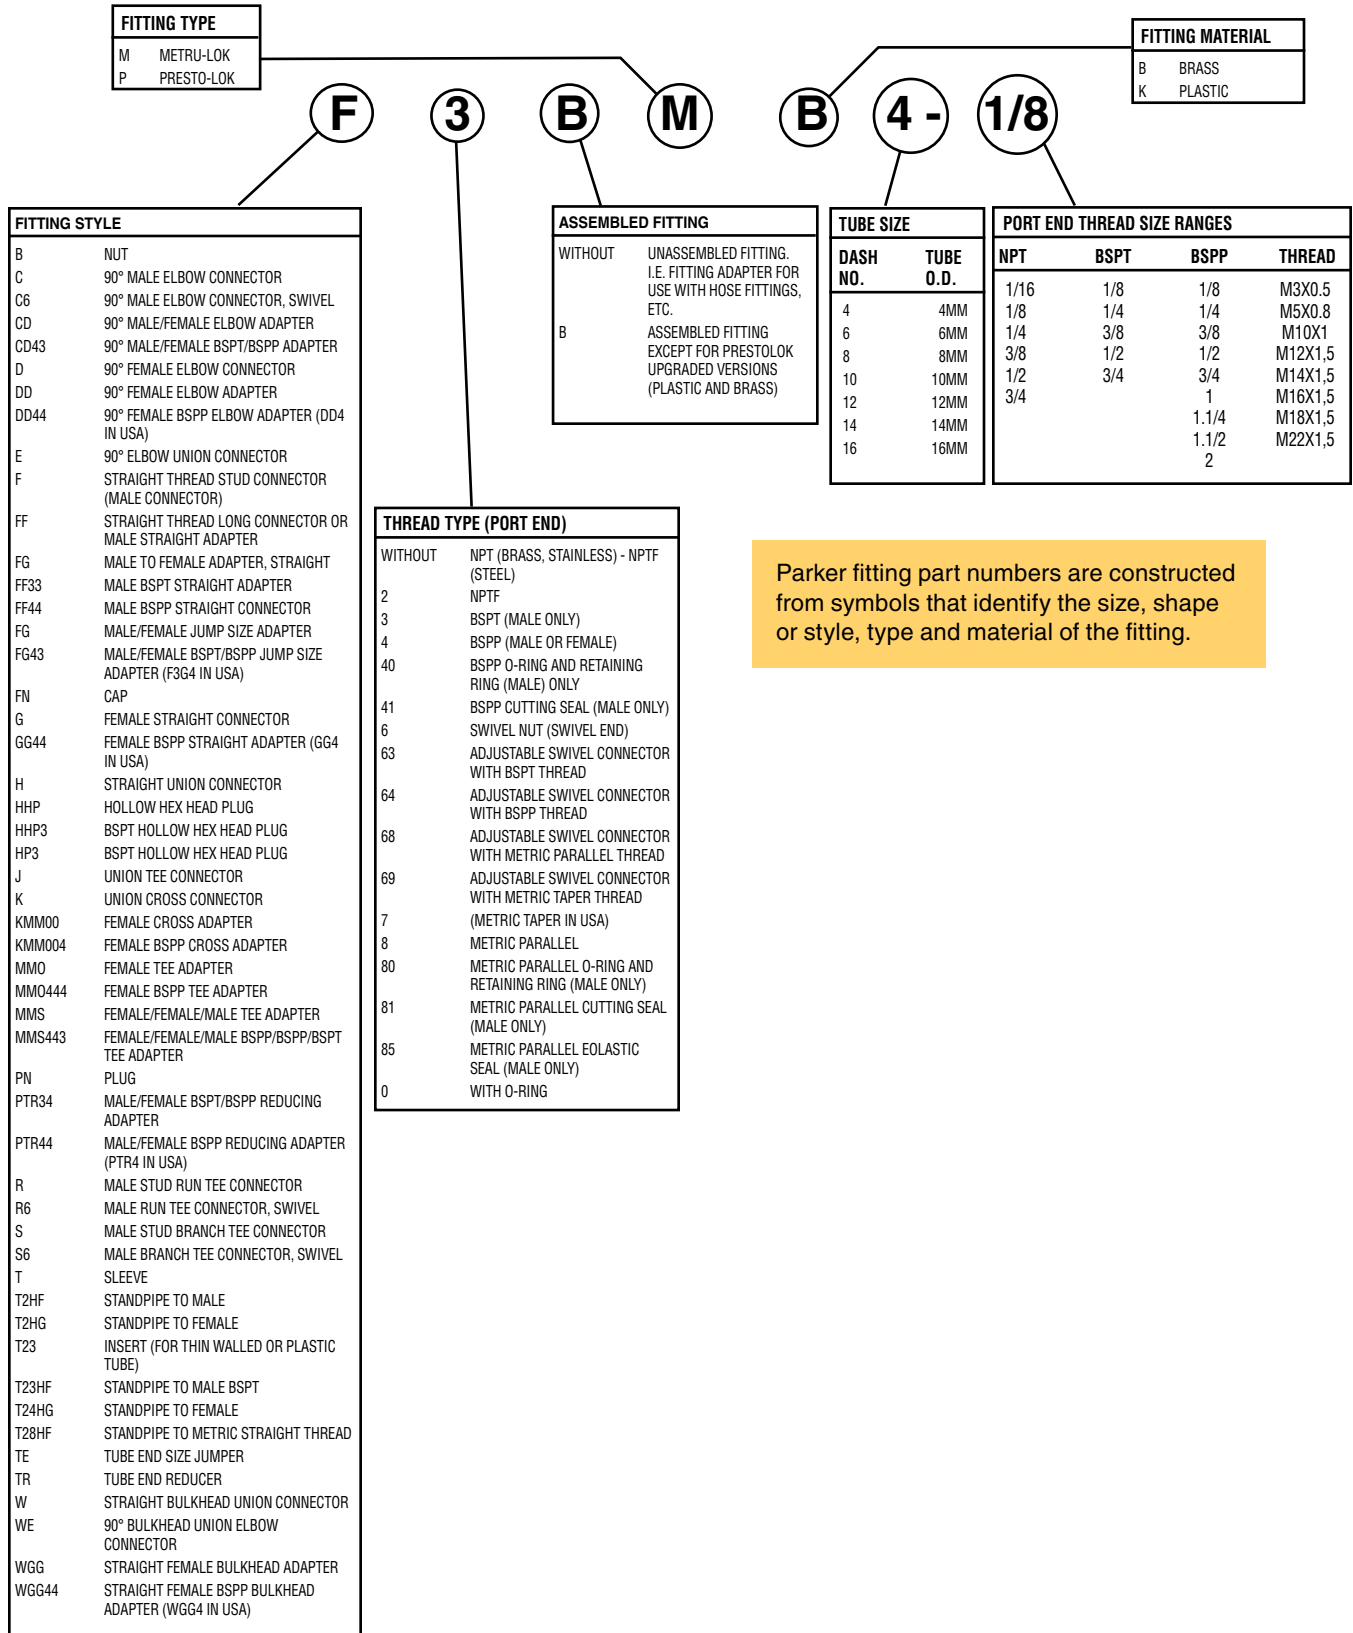 FITTING TYPE
M METRU-LOK
P PRESTO-LOK
FITTING MATERIAL
B BRASS
K PLASTIC
F 3 B M B 4 - 1/8
FITTING STYLE
B NUT
C 90° MALE ELBOW CONNECTOR
C6 90° MALE ELBOW CONNECTOR, SWIVEL
CD 90° MALE/FEMALE ELBOW ADAPTER
CD43 90° MALE/FEMALE BSPT/BSPP ADAPTER
D 90° FEMALE ELBOW CONNECTOR
DD 90° FEMALE ELBOW ADAPTER
DD44 90° FEMALE BSPP ELBOW ADAPTER (DD4
IN USA)
E 90° ELBOW UNION CONNECTOR
F STRAIGHT THREAD STUD CONNECTOR
(MALE CONNECTOR)
FF STRAIGHT THREAD LONG CONNECTOR OR
MALE STRAIGHT ADAPTER
FG MALE TO FEMALE ADAPTER, STRAIGHT
FF33 MALE BSPT STRAIGHT ADAPTER
FF44 MALE BSPP STRAIGHT CONNECTOR
FG MALE/FEMALE JUMP SIZE ADAPTER
FG43 MALE/FEMALE BSPT/BSPP JUMP SIZE
ADAPTER (F3G4 IN USA)
FN CAP
G FEMALE STRAIGHT CONNECTOR
GG44 FEMALE BSPP STRAIGHT ADAPTER (GG4
IN USA)
H STRAIGHT UNION CONNECTOR
HHP HOLLOW HEX HEAD PLUG
HHP3 BSPT HOLLOW HEX HEAD PLUG
HP3 BSPT HOLLOW HEX HEAD PLUG
J UNION TEE CONNECTOR
K UNION CROSS CONNECTOR
KMM00 FEMALE CROSS ADAPTER
KMM004 FEMALE BSPP CROSS ADAPTER
MMO FEMALE TEE ADAPTER
MMO444 FEMALE BSPP TEE ADAPTER
MMS FEMALE/FEMALE/MALE TEE ADAPTER
MMS443 FEMALE/FEMALE/MALE BSPP/BSPP/BSPT
TEE ADAPTER
PN PLUG
PTR34 MALE/FEMALE BSPT/BSPP REDUCING
ADAPTER
PTR44 MALE/FEMALE BSPP REDUCING ADAPTER
(PTR4 IN USA)
R MALE STUD RUN TEE CONNECTOR
R6 MALE RUN TEE CONNECTOR, SWIVEL
S MALE STUD BRANCH TEE CONNECTOR
S6 MALE BRANCH TEE CONNECTOR, SWIVEL
T SLEEVE
T2HF STANDPIPE TO MALE
T2HG STANDPIPE TO FEMALE
T23 INSERT (FOR THIN WALLED OR PLASTIC
TUBE)
T23HF STANDPIPE TO MALE BSPT
T24HG STANDPIPE TO FEMALE
T28HF STANDPIPE TO METRIC STRAIGHT THREAD
TE TUBE END SIZE JUMPER
TR TUBE END REDUCER
W STRAIGHT BULKHEAD UNION CONNECTOR
WE 90° BULKHEAD UNION ELBOW
CONNECTOR
WGG STRAIGHT FEMALE BULKHEAD ADAPTER
WGG44 STRAIGHT FEMALE BSPP BULKHEAD
ADAPTER (WGG4 IN USA)
THREAD TYPE (PORT END)
WITHOUT NPT (BRASS, STAINLESS) - NPTF
(STEEL)
2 NPTF
3 BSPT (MALE ONLY)
4 BSPP (MALE OR FEMALE)
40 BSPP O-RING AND RETAINING
RING (MALE) ONLY
41 BSPP CUTTING SEAL (MALE ONLY)
6 SWIVEL NUT (SWIVEL END)
63 ADJUSTABLE SWIVEL CONNECTOR
WITH BSPT THREAD
64 ADJUSTABLE SWIVEL CONNECTOR
WITH BSPP THREAD
68 ADJUSTABLE SWIVEL CONNECTOR
WITH METRIC PARALLEL THREAD
69 ADJUSTABLE SWIVEL CONNECTOR
WITH METRIC TAPER THREAD
7 (METRIC TAPER IN USA)
8 METRIC PARALLEL
80 METRIC PARALLEL O-RING AND
RETAINING RING (MALE ONLY)
81 METRIC PARALLEL CUTTING SEAL
(MALE ONLY)
85 METRIC PARALLEL EOLASTIC
SEAL (MALE ONLY)
0 WITH O-RING
ASSEMBLED FITTING
WITHOUT UNASSEMBLED FITTING.
I.E. FITTING ADAPTER FOR
USE WITH HOSE FITTINGS,
ETC.
B ASSEMBLED FITTING
EXCEPT FOR PRESTOLOK
UPGRADED VERSIONS
(PLASTIC AND BRASS)
TUBE SIZE
DASH TUBE
NO. O.D.
4 4MM
6 6MM
8 8MM
10 10MM
12 12MM
14 14MM
16 16MM
PORT END THREAD SIZE RANGES
NPT BSPT BSPP THREAD
1/16 1/8 1/8 M3X0.5
1/8 1/4 1/4 M5X0.8
1/4 3/8 3/8 M10X1
3/8 1/2 1/2 M12X1,5
1/2 3/4 3/4 M14X1,5
3/4 1 M16X1,5
1.1/4 M18X1,5
1.1/2 M22X1,5
2
Parker fitting part numbers are constructed
from symbols that identify the size, shape
or style, type and material of the fitting.